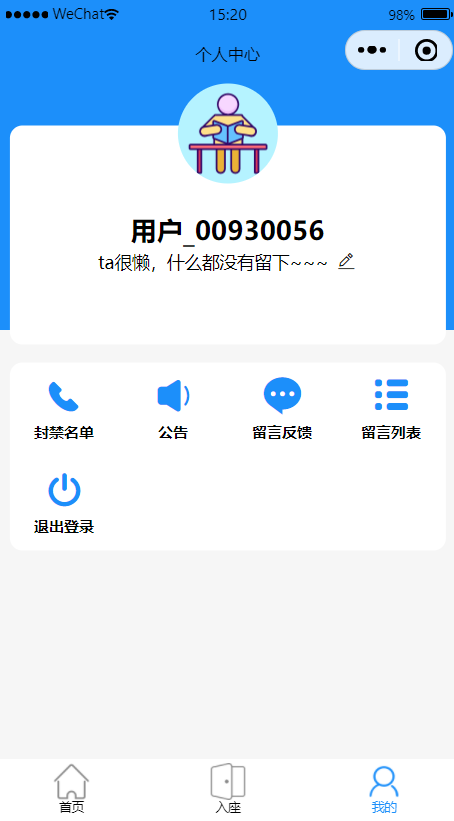 WeChat 15:20 98%
个人中心
用户_00930056
ta很懒，什么都没有留下~~~
封禁名单 公告 留言反馈 留言列表
退出登录
首页 入座 我的